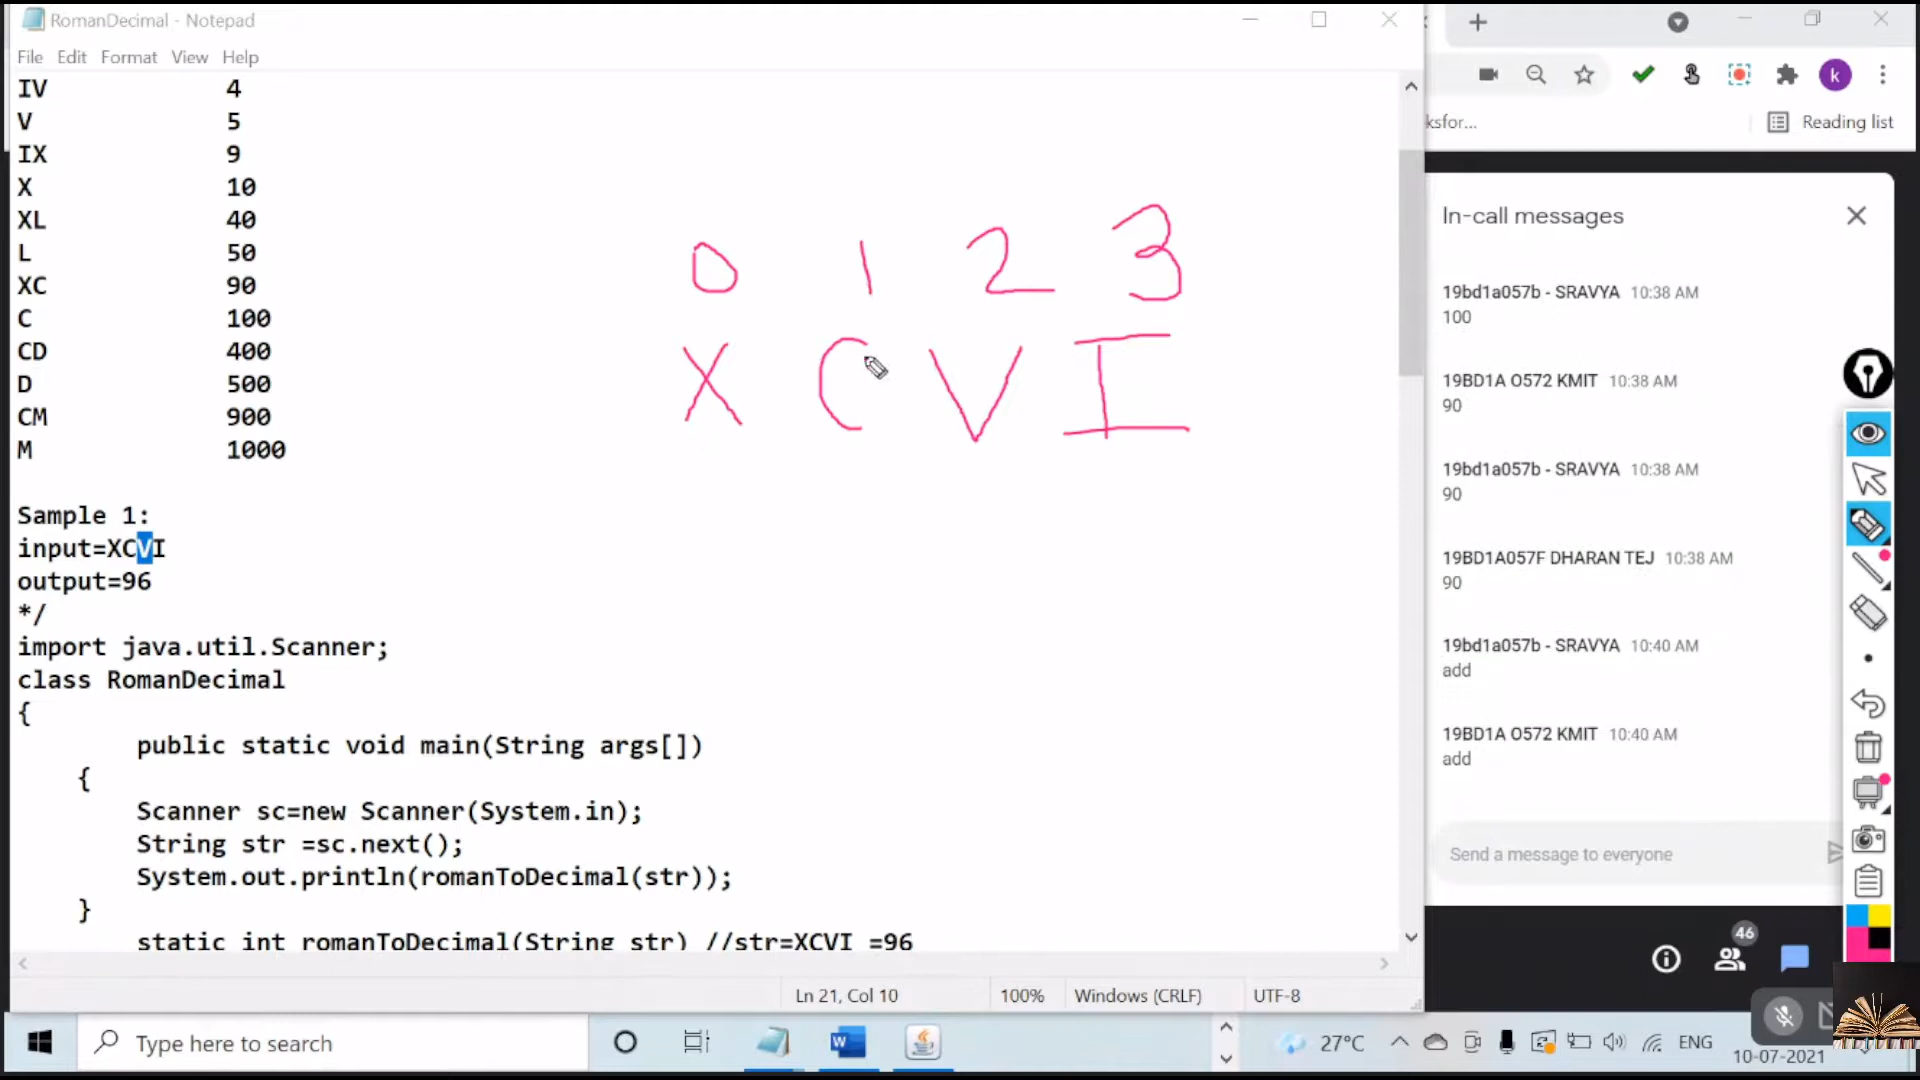 RomanDecimal - Notepad
File Edit Format View Help
IV 4
V 5
IX 9
X 10
XL 40
L 50
XC 90
C 100
CD 400
D 500
CM 900
M 1000
Sample 1:
input=XCVI
output=96
*/
import java.util.Scanner;
class RomanDecimal
{
public static void main(String args[])
{
Scanner sc=new Scanner(System.in);
String str =sc.next();
System.out.println(romanToDecimal(str));
}
static int romanToDecimal(String str) //str=XCVI =96
0 1 2 3
X C V I
Ln 21, Col 10 100% Windows (CRLF) UTF-8
k
ksfor... Reading list
In-call messages
19bd1a057b - SRAVYA 10:38 AM
100
19BD1A 0572 KMIT 10:38 AM
90
19bd1a057b - SRAVYA 10:38 AM
90
19BD1A057F DHARAN TEJ 10:38 AM
90
19bd1a057b - SRAVYA 10:40 AM
add
19BD1A 0572 KMIT 10:40 AM
add
Send a message to everyone
46
Type here to search
W
27°C ENG
10-07-2021